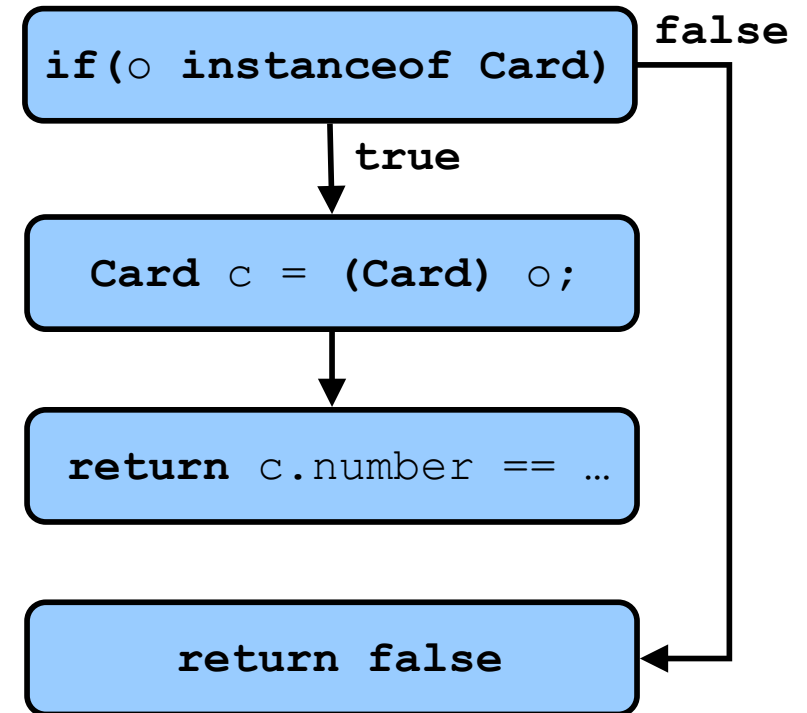 false
if(o instanceof Card)
true
Card c = (Card) o;
return c.number == …
return false